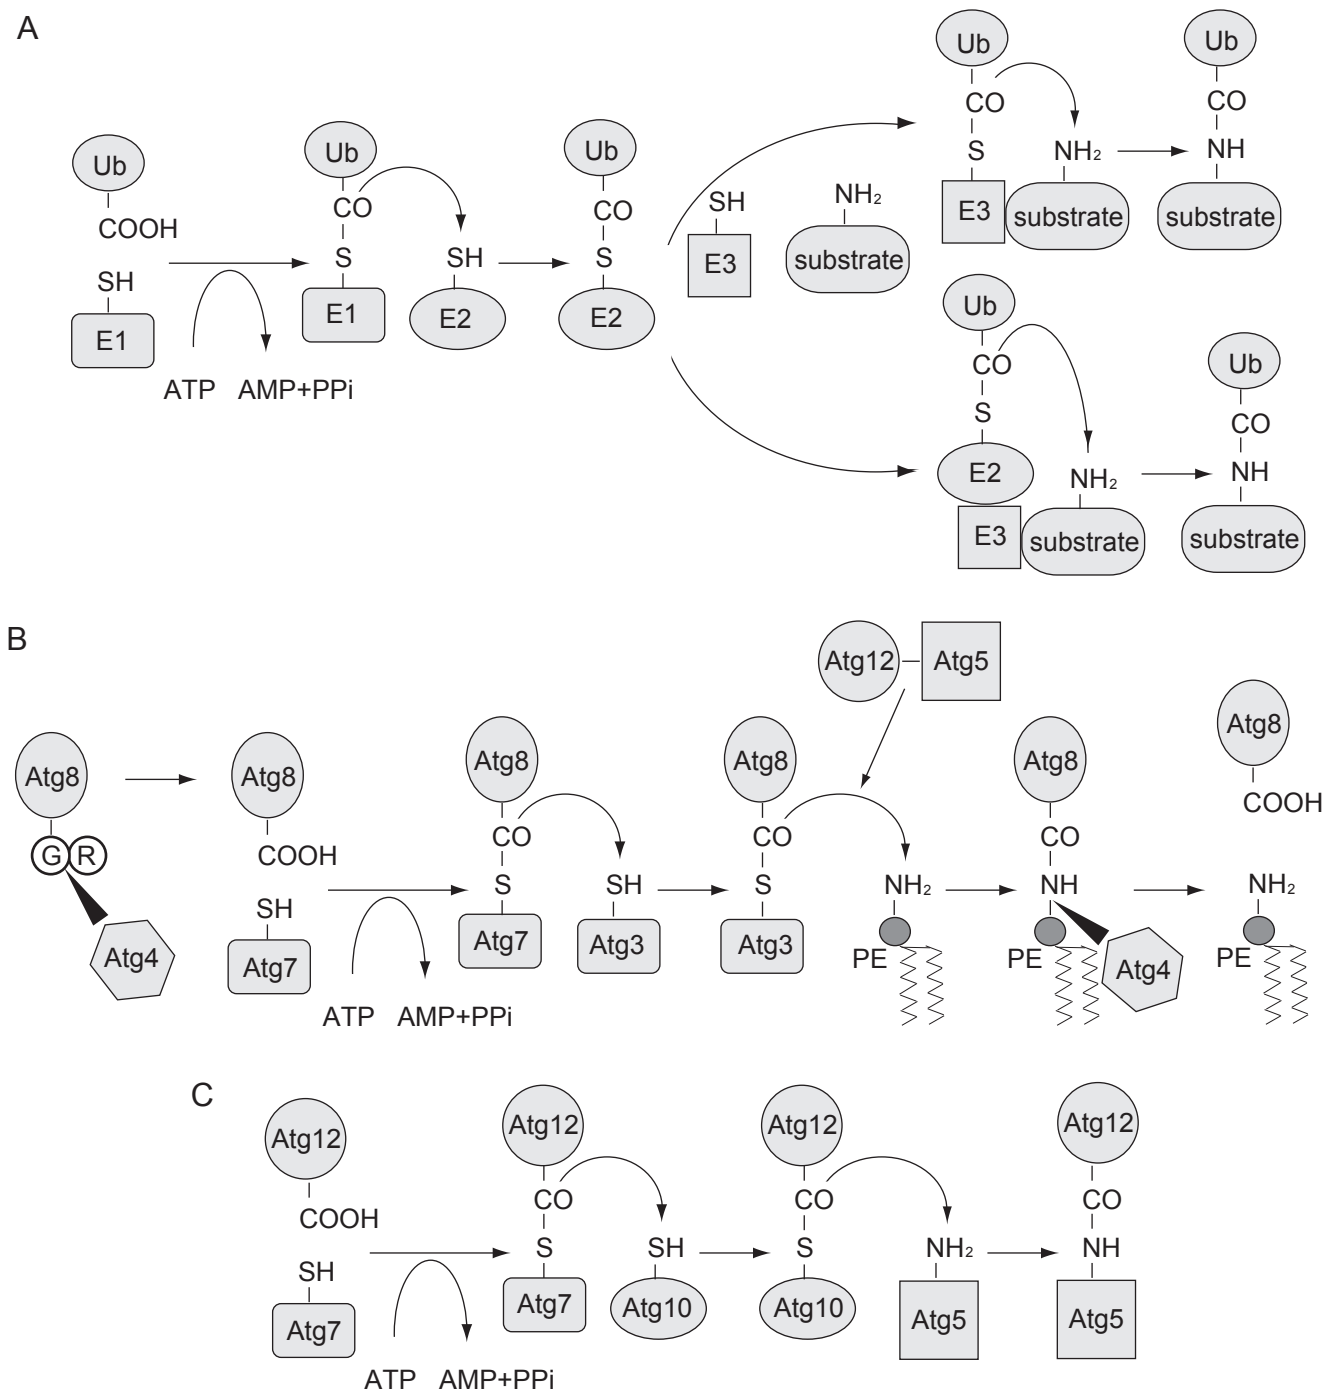 A
Ub
COOH
SH
E1
ATP AMP+PPi
Ub
CO
S
E1
SH
E2
Ub
CO
S
E2
SH
E3
NH2
substrate
Ub
CO
S
E3
NH2
substrate
Ub
CO
NH
substrate
Ub
CO
S
E2
E3
NH2
substrate
Ub
CO
NH
substrate
B
Atg8
G R
Atg4
Atg8
COOH
SH
Atg7
ATP AMP+PPi
Atg8
CO
S
Atg7
SH
Atg3
Atg8
CO
S
Atg3
Atg12 Atg5
NH2
PE
Atg8
CO
NH
PE
Atg4
Atg8
COOH
NH2
PE
C
Atg12
COOH
SH
Atg7
ATP AMP+PPi
Atg12
CO
S
Atg7
SH
Atg10
Atg12
CO
S
Atg10
NH2
Atg5
Atg12
CO
NH
Atg5